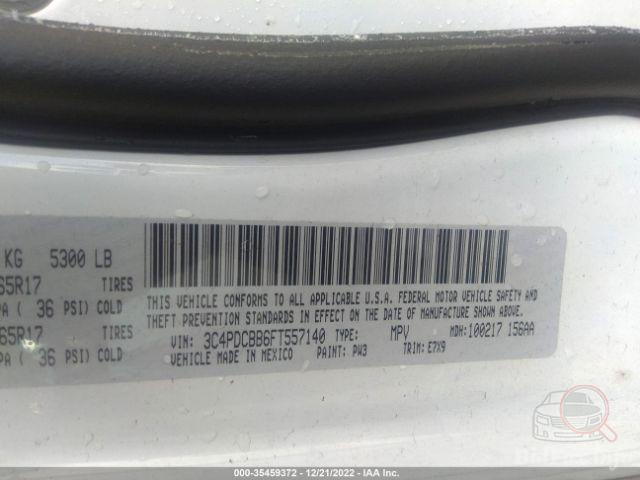 KG 5300 LB
65R17 TIRES
PA ( 36 PSI) COLD
65R17 TIRES
PA ( 36 PSI) COLD
THIS VEHICLE CONFORMS TO ALL APPLICABLE U.S.A. FEDERAL MOTOR VEHICLE SAFETY AND
THEFT PREVENTION STANDARDS IN EFFECT ON THE DATE OF MANUFACTURE SHOWN ABOVE.
VIN: 3C4PDCBB6FT557140 TYPE: MPV MDH: 100217 156AA
VEHICLE MADE IN MEXICO PAINT: PW3 TRIM: E7X9
000-35459372 - 12/21/2022 - IAA Inc.